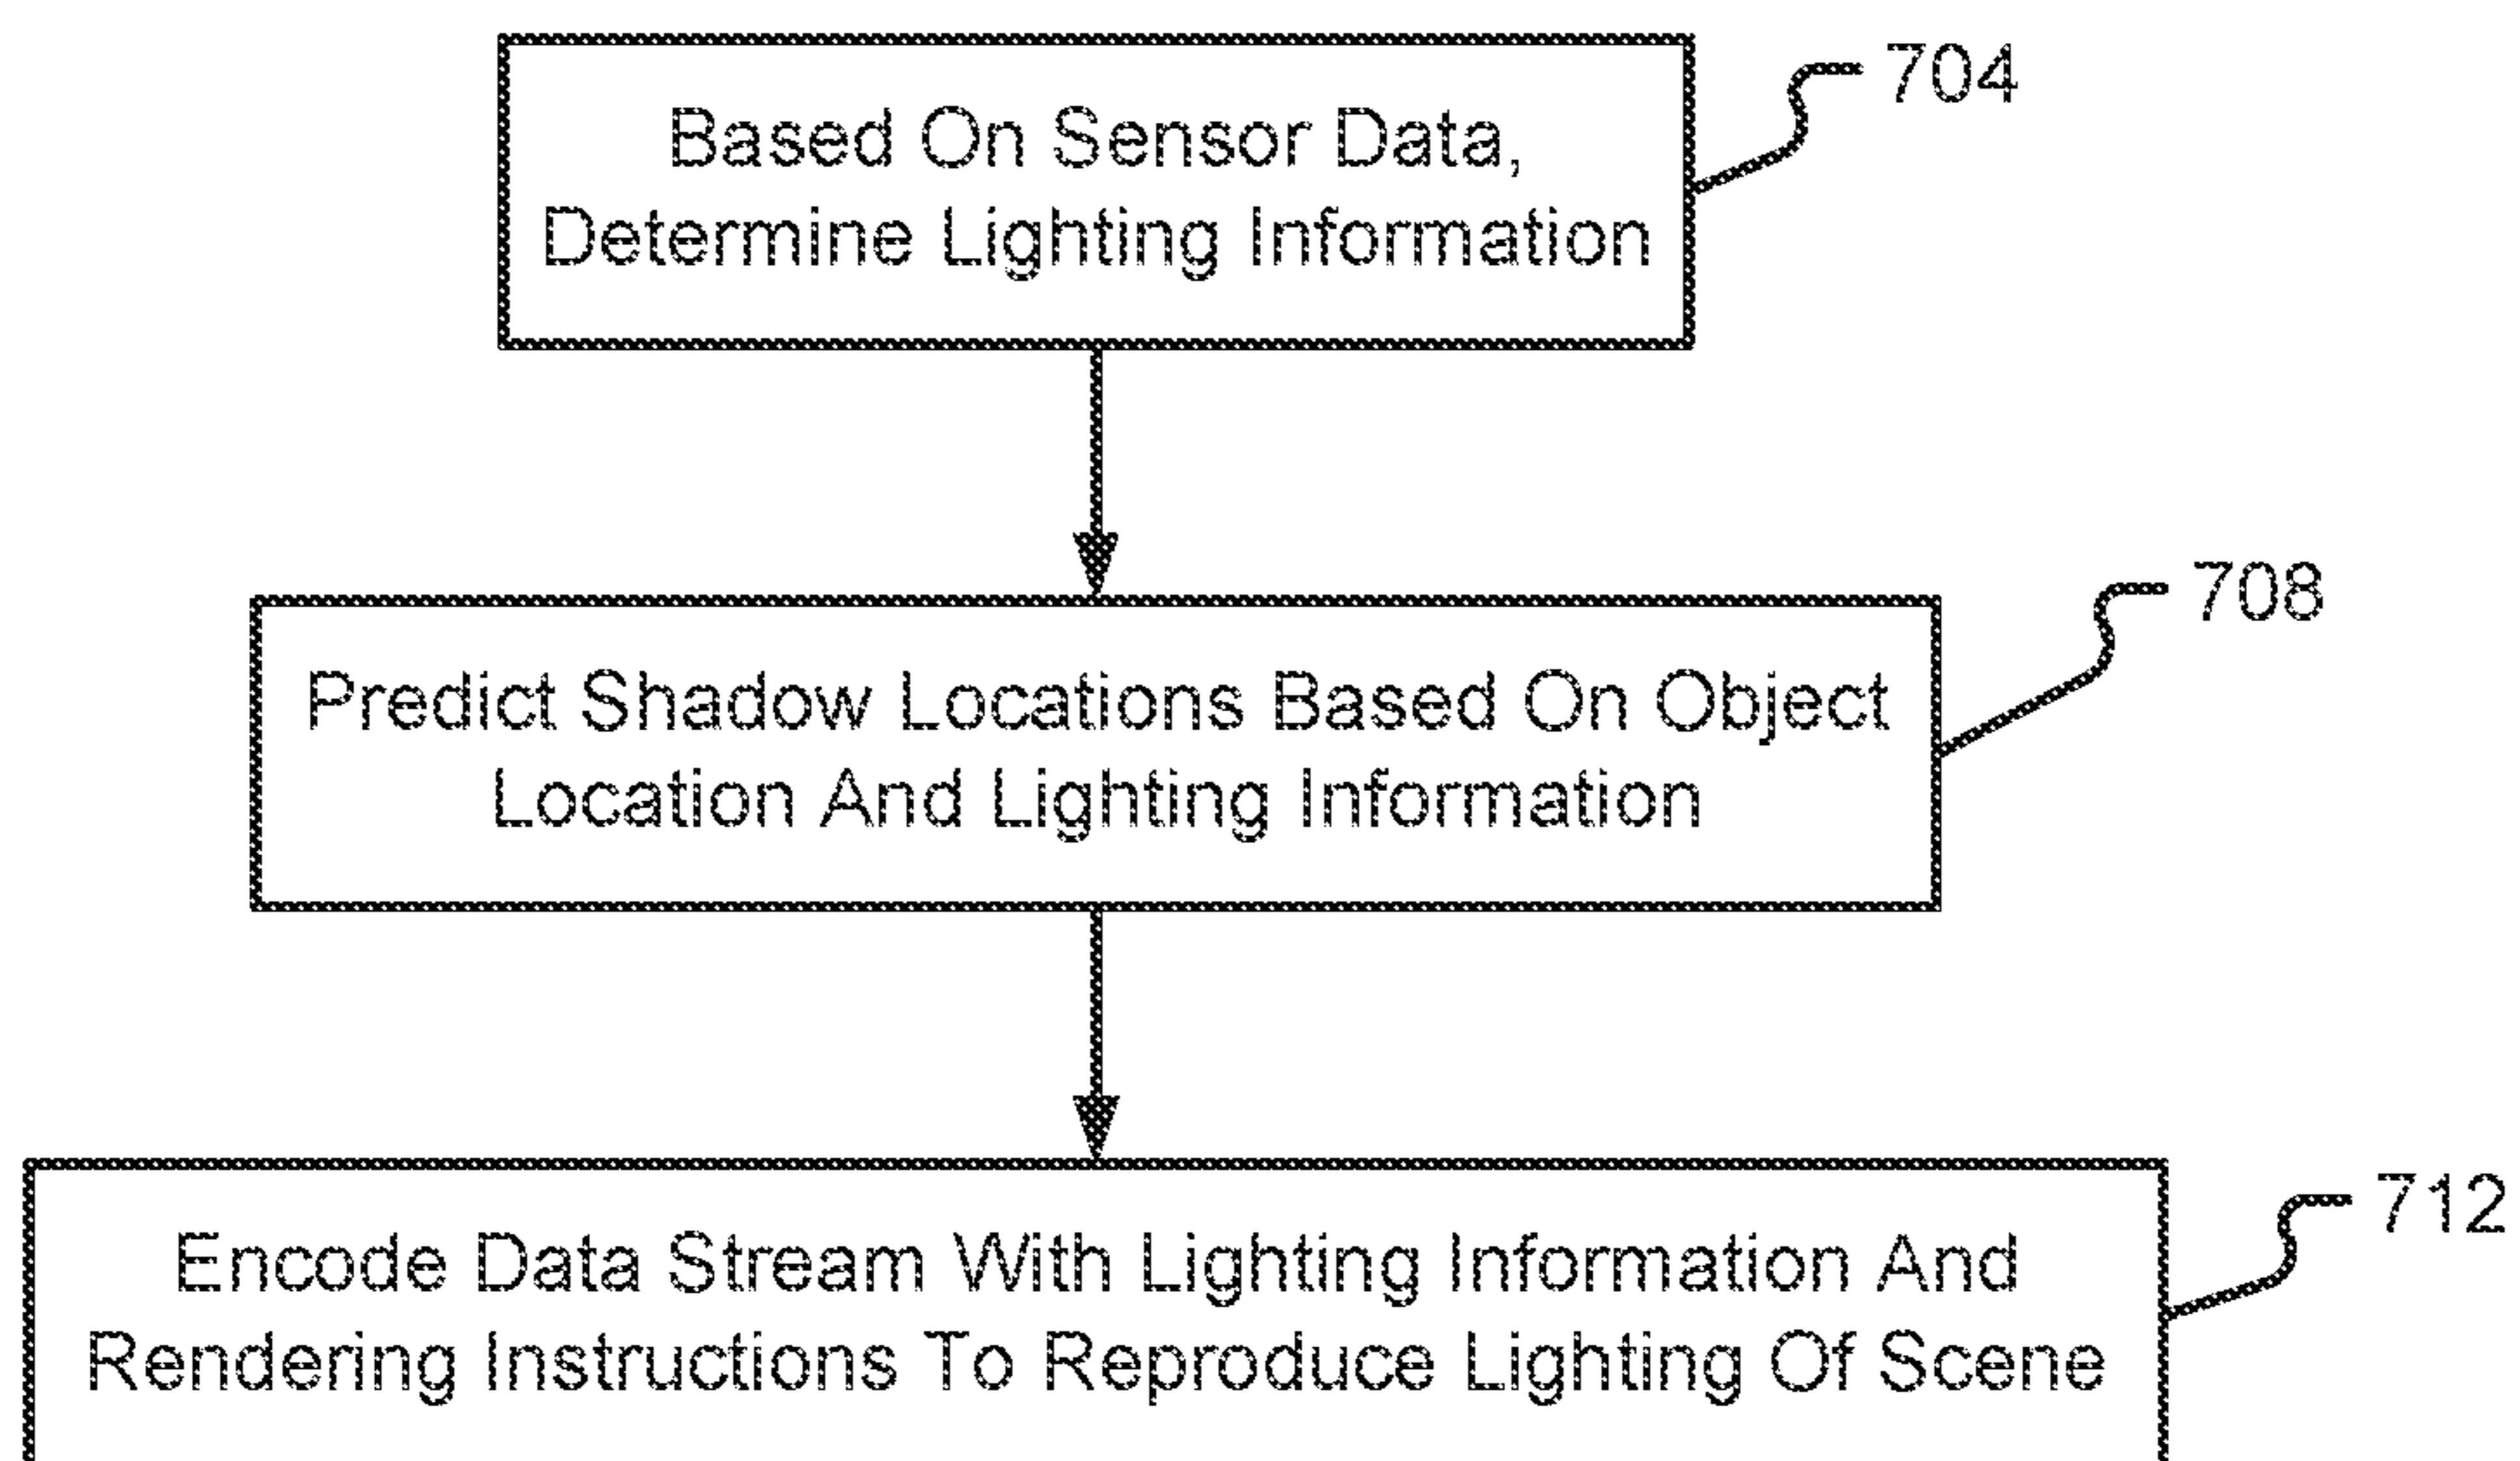 Based On Sensor Data,
Determine Lighting Information
704
Predict Shadow Locations Based On Object
Location And Lighting Information
708
Encode Data Stream With Lighting Information And
Rendering Instructions To Reproduce Lighting Of Scene
712